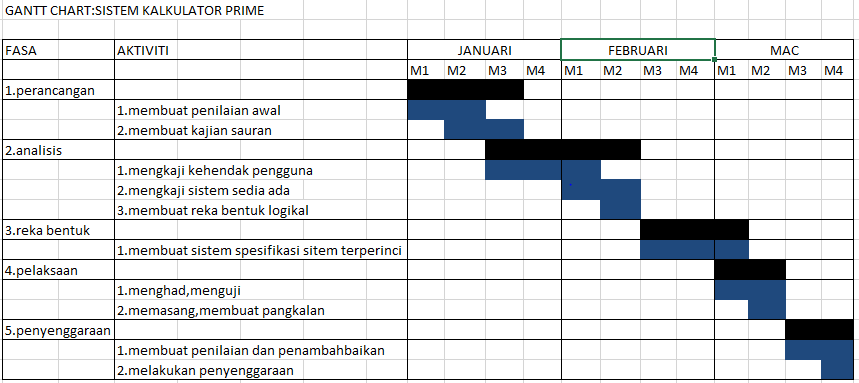 GANTT CHART:SISTEM KALKULATOR PRIME
FASA AKTIVITI JANUARI FEBRUARI MAC
M1 M2 M3 M4 M1 M2 M3 M4 M1 M2 M3 M4
1.perancangan
1.membuat penilaian awal
2.membuat kajian sauran
2.analisis
1.mengkaji kehendak pengguna
2.mengkaji sistem sedia ada
3.membuat reka bentuk logikal
3.reka bentuk
1.membuat sistem spesifikasi sitem terperinci
4.pelaksaan
1.menghad,menguji
2.memasang,membuat pangkalan
5.penyenggaraan
1.membuat penilaian dan penambahbaikan
2.melakukan penyenggaraan